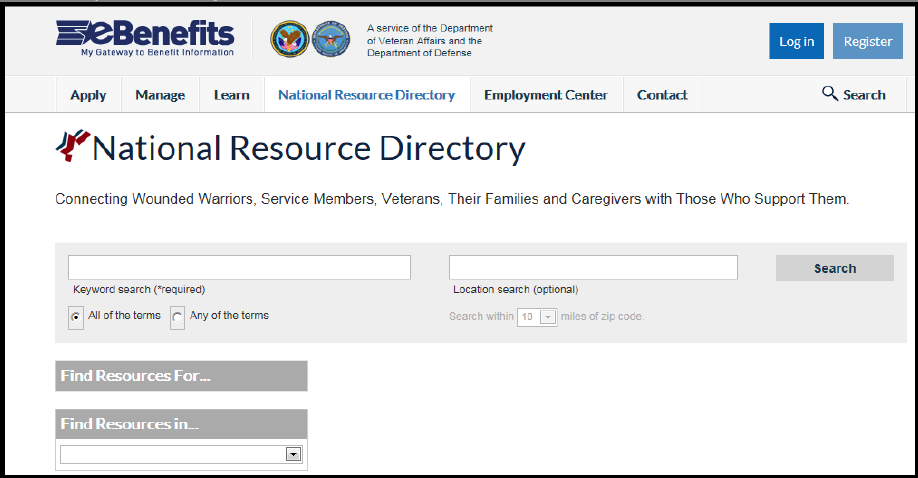 eBenefits
My Gateway to Benefit Information
A service of the Department
of Veteran Affairs and the
Department of Defense
Log in
Register
Apply
Manage
Learn
National Resource Directory
Employment Center
Contact
Search
National Resource Directory
Connecting Wounded Warriors, Service Members, Veterans, Their Families and Caregivers with Those Who Support Them.
Keyword search (*required)
Location search (optional)
Search
All of the terms
Any of the terms
Search within 10 miles of zip code.
Find Resources For...
Find Resources in...